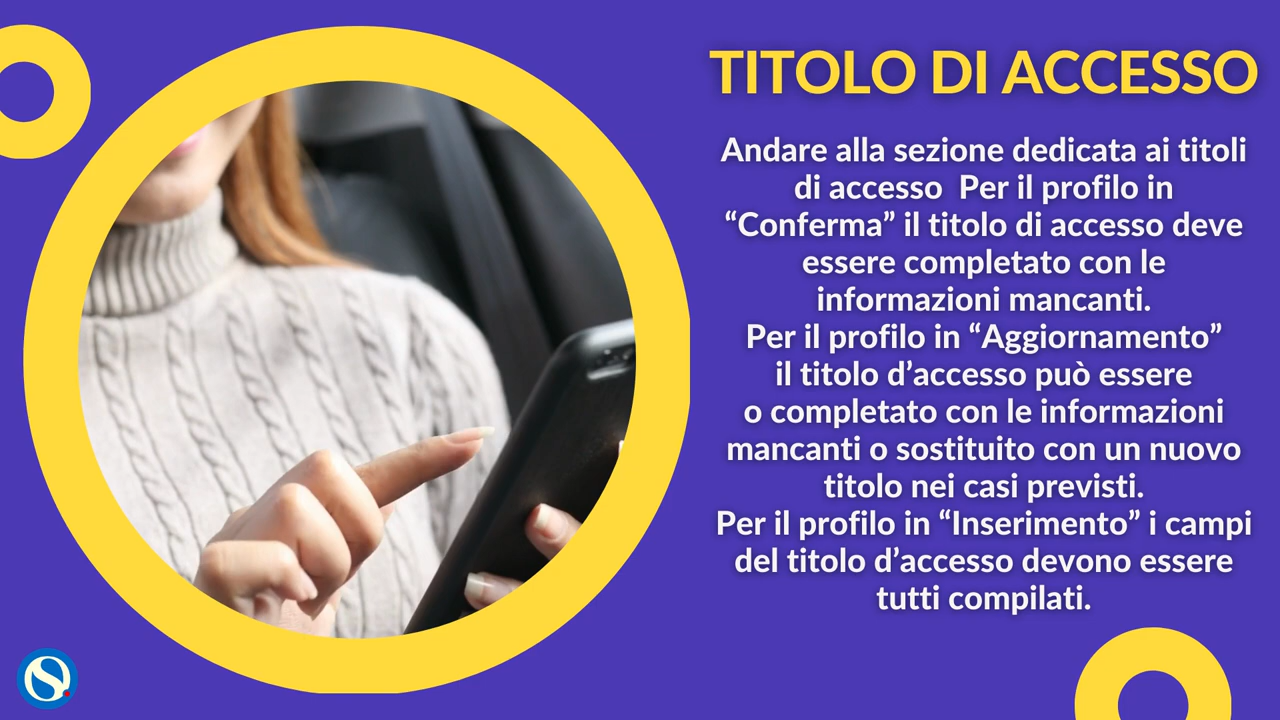 TITOLO DI ACCESSO
Andare alla sezione dedicata ai titoli
di accesso  Per il profilo in
“Conferma” il titolo di accesso deve
essere completato con le
informazioni mancanti.
Per il profilo in “Aggiornamento”
il titolo d’accesso può essere
o completato con le informazioni
mancanti o sostituito con un nuovo
titolo nei casi previsti.
Per il profilo in “Inserimento” i campi
del titolo d’accesso devono essere
tutti compilati.
S